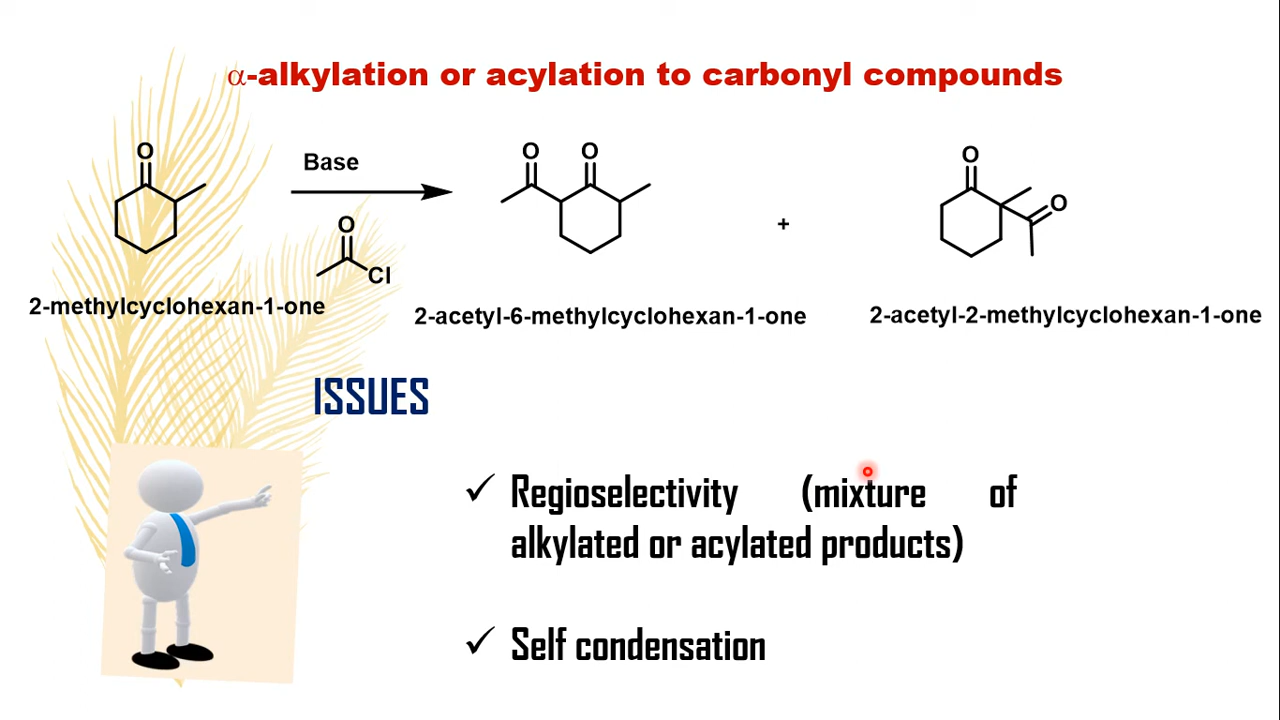 α-alkylation or acylation to carbonyl compounds
O
Base
O
Cl
2-methylcyclohexan-1-one
O O
2-acetyl-6-methylcyclohexan-1-one
+
O
O
2-acetyl-2-methylcyclohexan-1-one
ISSUES
✓ Regioselectivity (mixture of
alkylated or acylated products)
✓ Self condensation